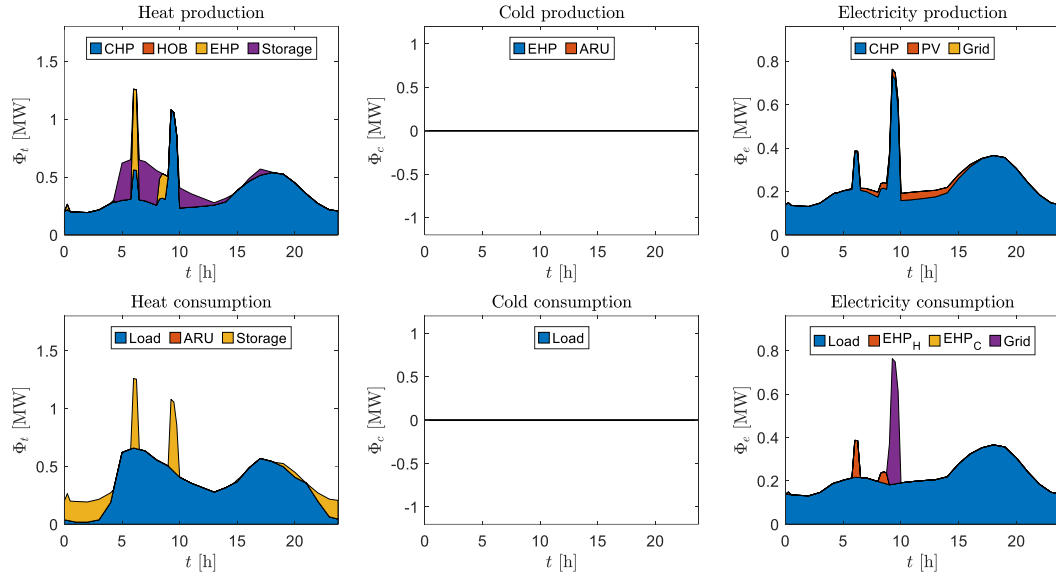 Heat production
CHP HOB EHP Storage
1.5
1
0.5
0
Φt [MW]
0 5 10 15 20
t [h]
Cold production
EHP ARU
1
0.5
0
-0.5
-1
Φc [MW]
0 5 10 15 20
t [h]
Electricity production
CHP PV Grid
0.8
0.6
0.4
0.2
0
Φe [MW]
0 5 10 15 20
t [h]
Heat consumption
Load ARU Storage
1.5
1
0.5
0
Φt [MW]
0 5 10 15 20
t [h]
Cold consumption
Load
1
0.5
0
-0.5
-1
Φc [MW]
0 5 10 15 20
t [h]
Electricity consumption
Load EHP_H EHP_C Grid
0.8
0.6
0.4
0.2
0
Φe [MW]
0 5 10 15 20
t [h]